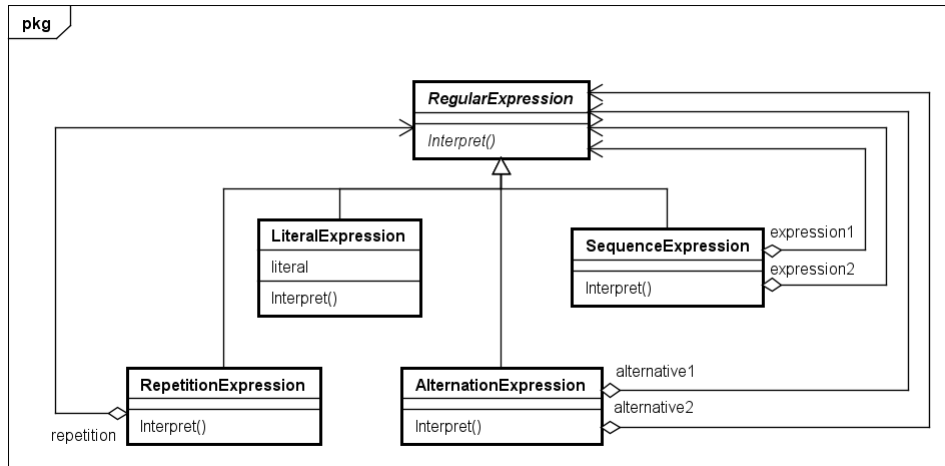 pkg
RegularExpression
Interpret()
LiteralExpression
literal
Interpret()
SequenceExpression
Interpret()
expression1
expression2
RepetitionExpression
Interpret()
repetition
AlternationExpression
Interpret()
alternative1
alternative2